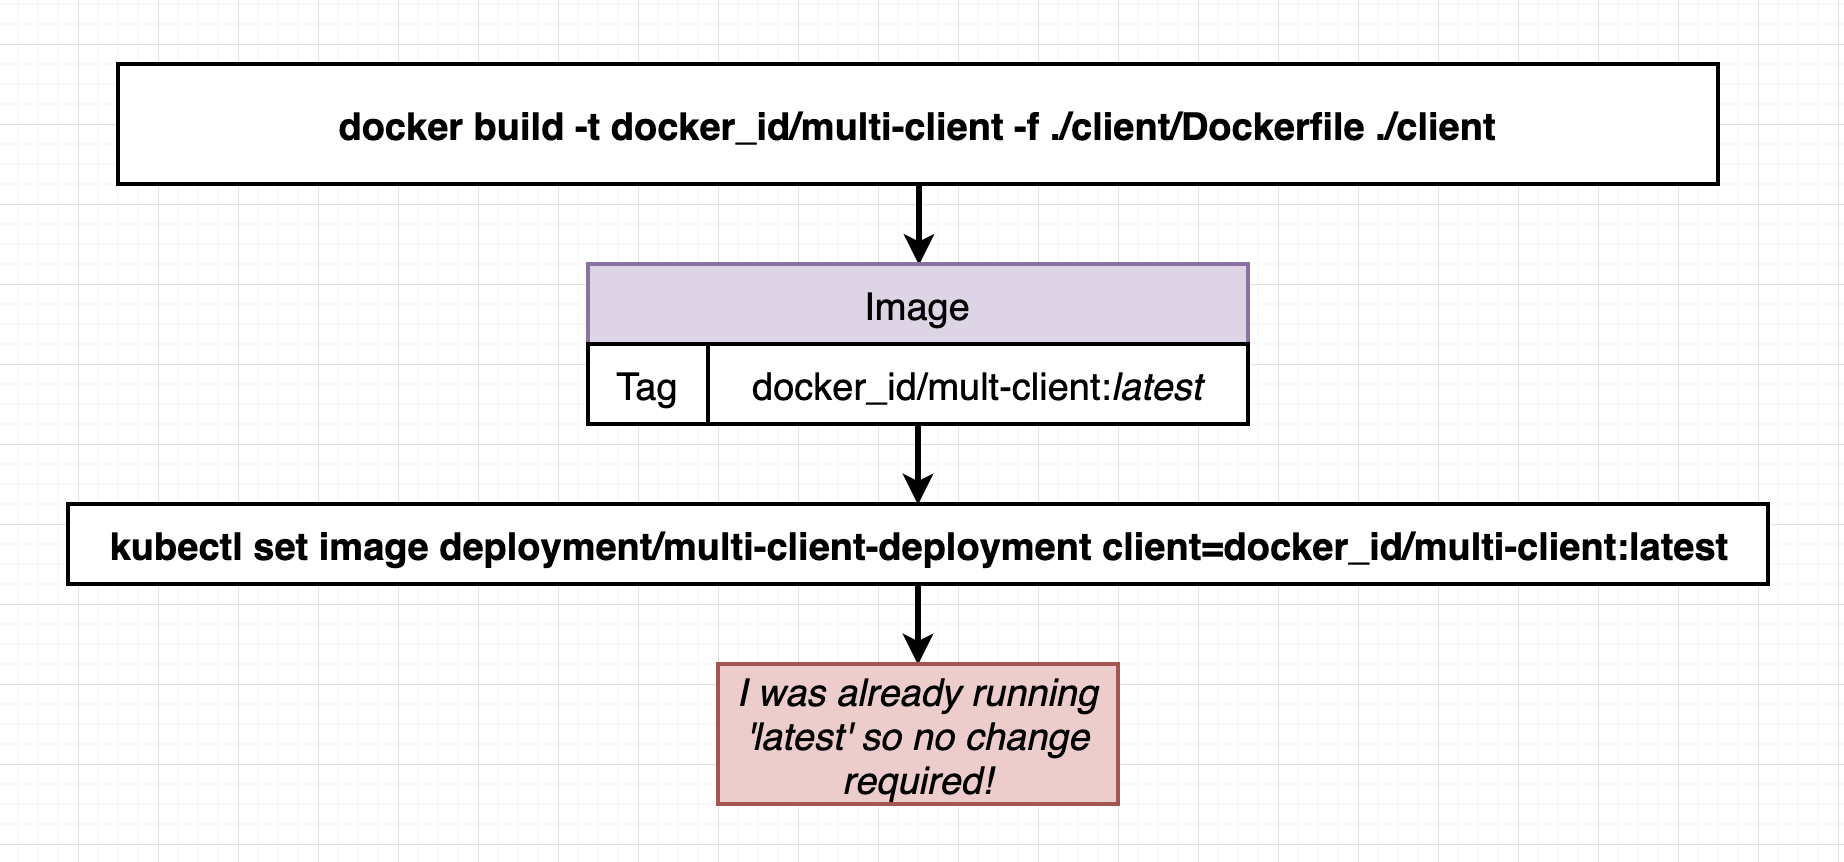 docker build -t docker_id/multi-client -f ./client/Dockerfile ./client
Image
Tag
docker_id/mult-client:latest
kubectl set image deployment/multi-client-deployment client=docker_id/multi-client:latest
I was already running
'latest' so no change
required!